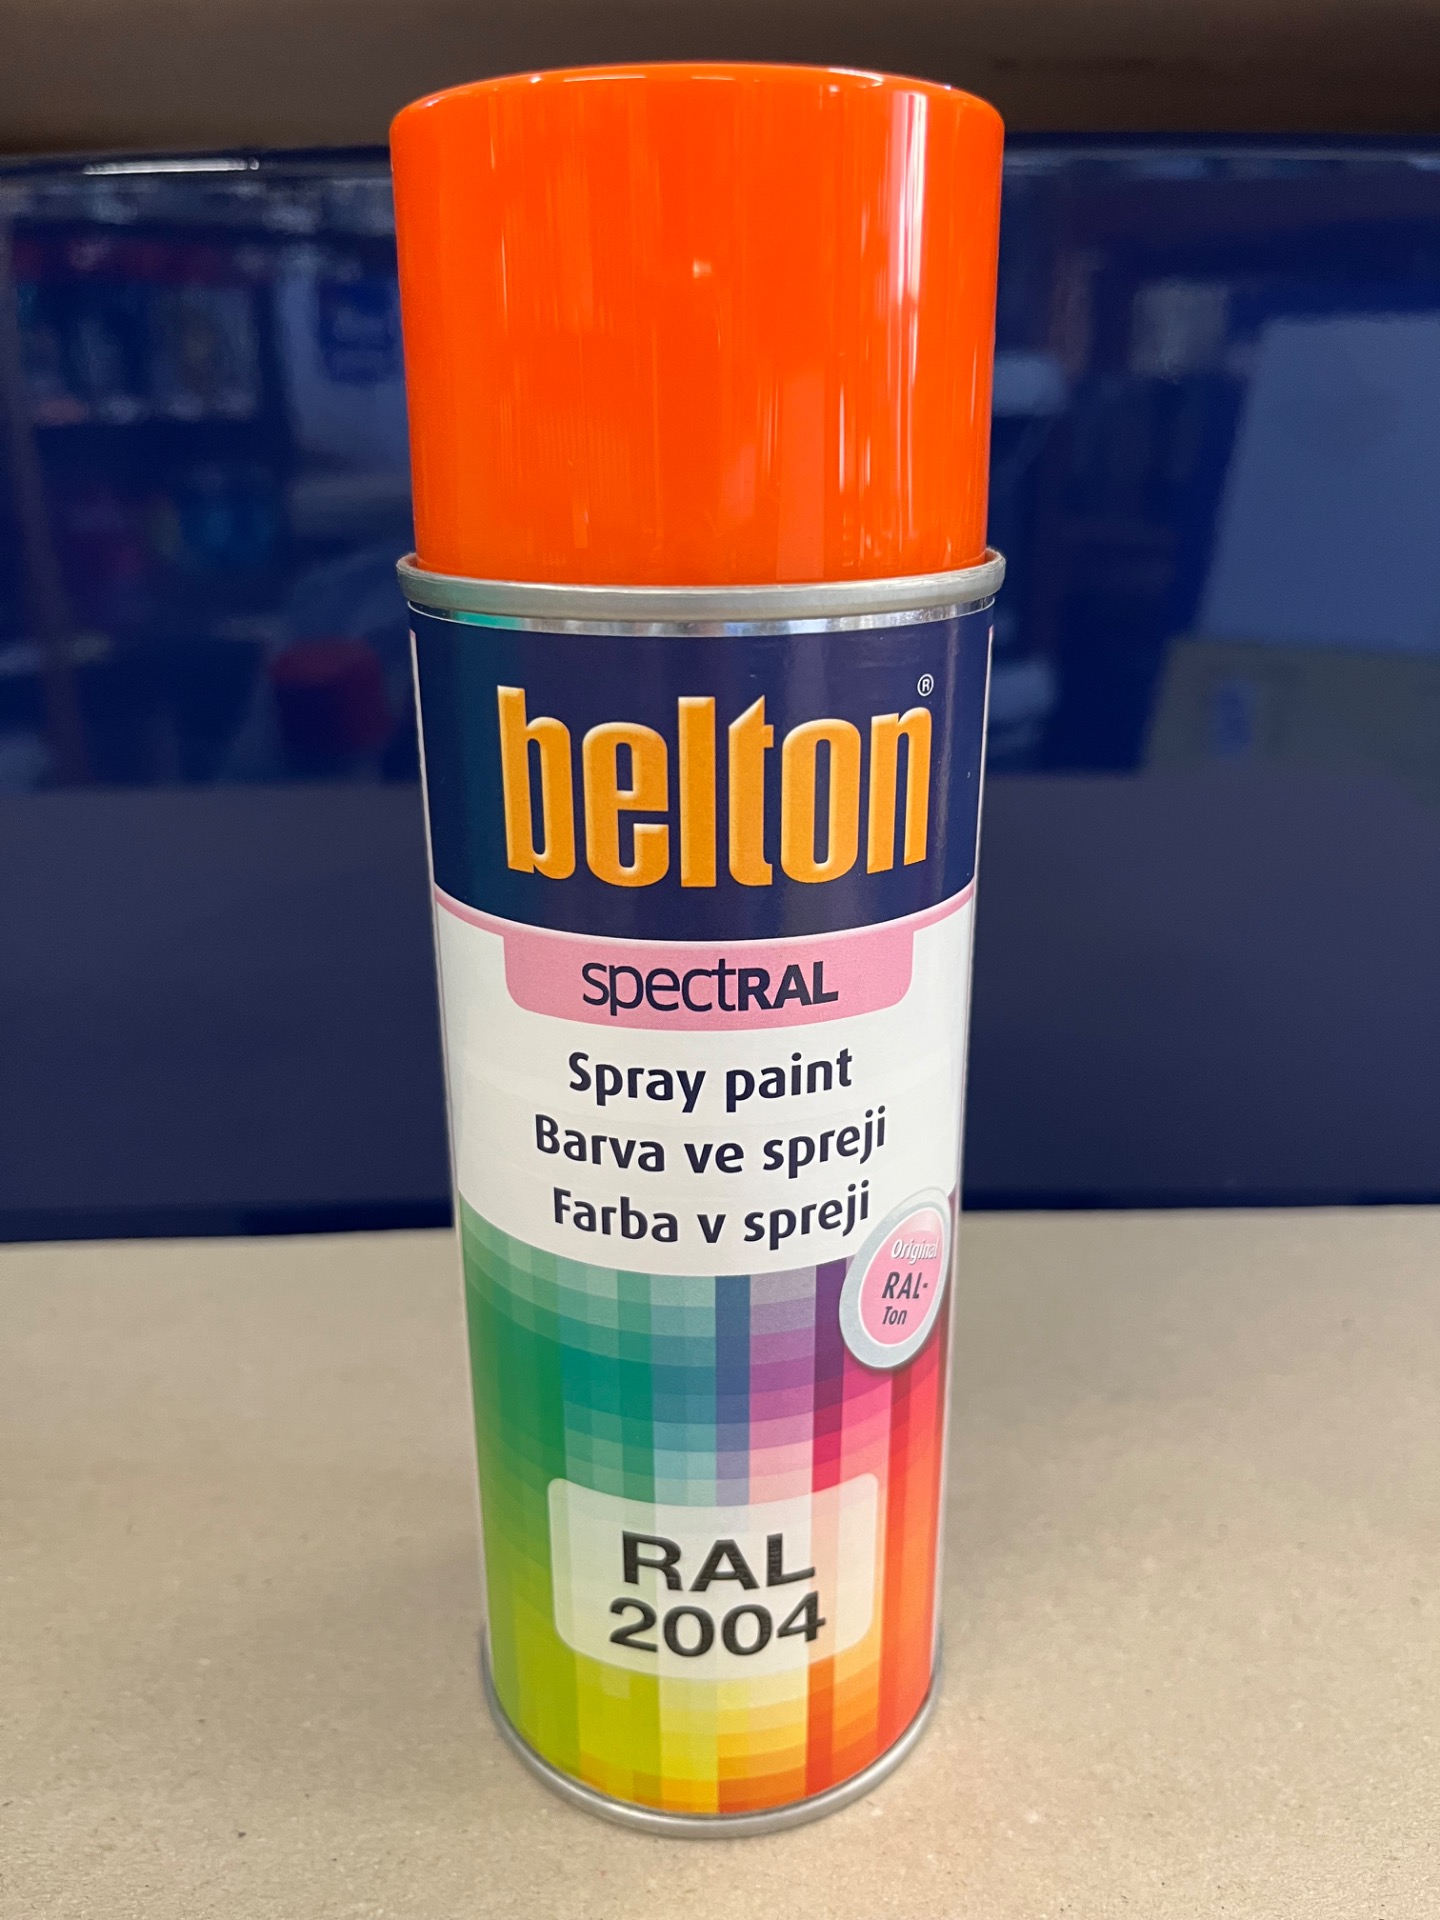 belton®
spectRAL
Spray paint
Barva ve spreji
Farba v spreji
Original
RAL-
Ton
RAL
2004